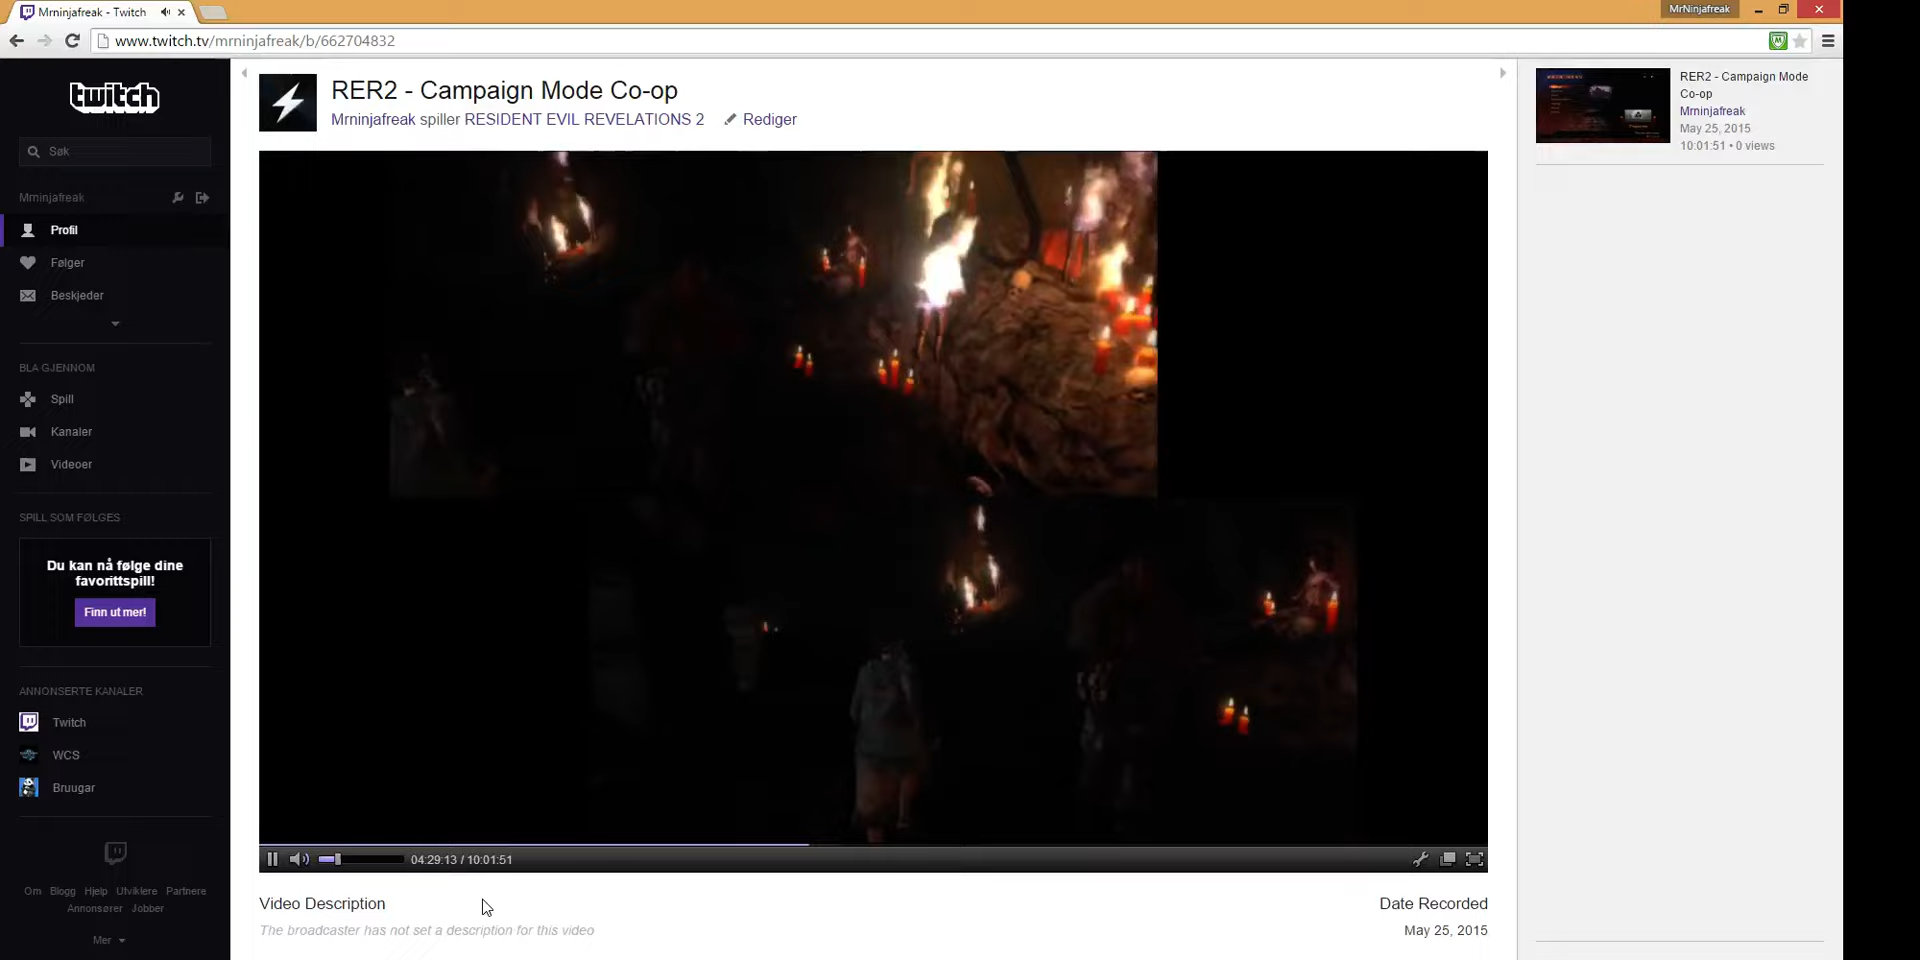 Mrninjafreak - Twitch
MrNinjafreak
www.twitch.tv/mrninjafreak/b/662704832
twitch
Søk
Mrninjafreak
Profil
Følger
Beskjeder
BLA GJENNOM
Spill
Kanaler
Videoer
SPILL SOM FØLGES
Du kan nå følge dine
favorittspill!
Finn ut mer!
ANNONSERTE KANALER
Twitch
WCS
Bruugar
Om Blogg Hjelp Utviklere Partnere
Annonsører Jobber
Mer
RER2 - Campaign Mode Co-op
Mrninjafreak spiller RESIDENT EVIL REVELATIONS 2 Rediger
04:29:13 / 10:01:51
Video Description
The broadcaster has not set a description for this video
Date Recorded
May 25, 2015
RER2 - Campaign Mode
Co-op
Mrninjafreak
May 25, 2015
10:01:51 • 0 views